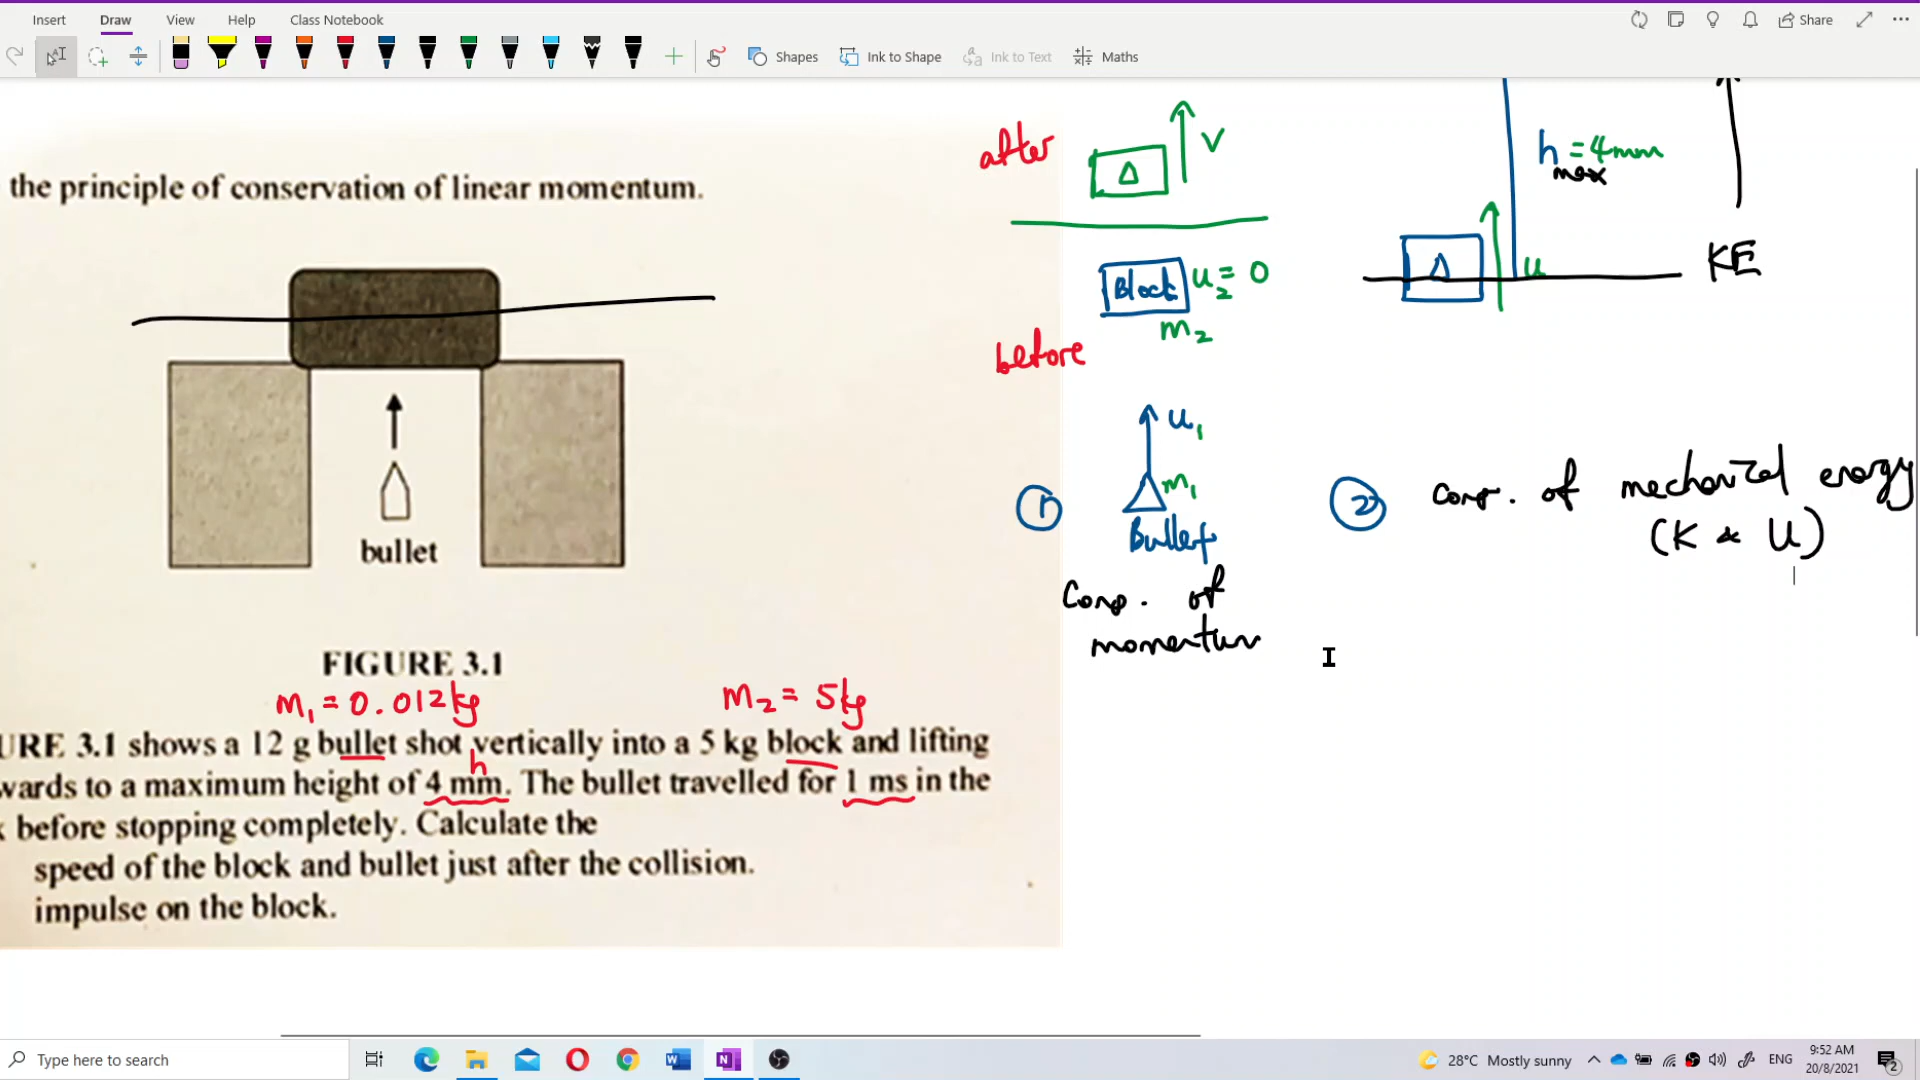 Insert Draw View Help Class Notebook
Share
Shapes Ink to Shape Ink to Text Maths
the principle of conservation of linear momentum.
bullet
FIGURE 3.1
m₁ = 0.012kg
m₂ = 5kg
URE 3.1 shows a 12 g bullet shot vertically into a 5 kg block and lifting
h
wards to a maximum height of 4 mm. The bullet travelled for 1 ms in the
before stopping completely. Calculate the
speed of the block and bullet just after the collision.
impulse on the block.
after
V
Block
u₂ = 0
m₂
before
u₁
m₁
Bullet
1
Consv. of
momentum
h = 4mm
max
u
KE
2
Consv. of mechanical energy
(K & U)
Type here to search
28°C Mostly sunny
ENG
9:52 AM
20/8/2021
2